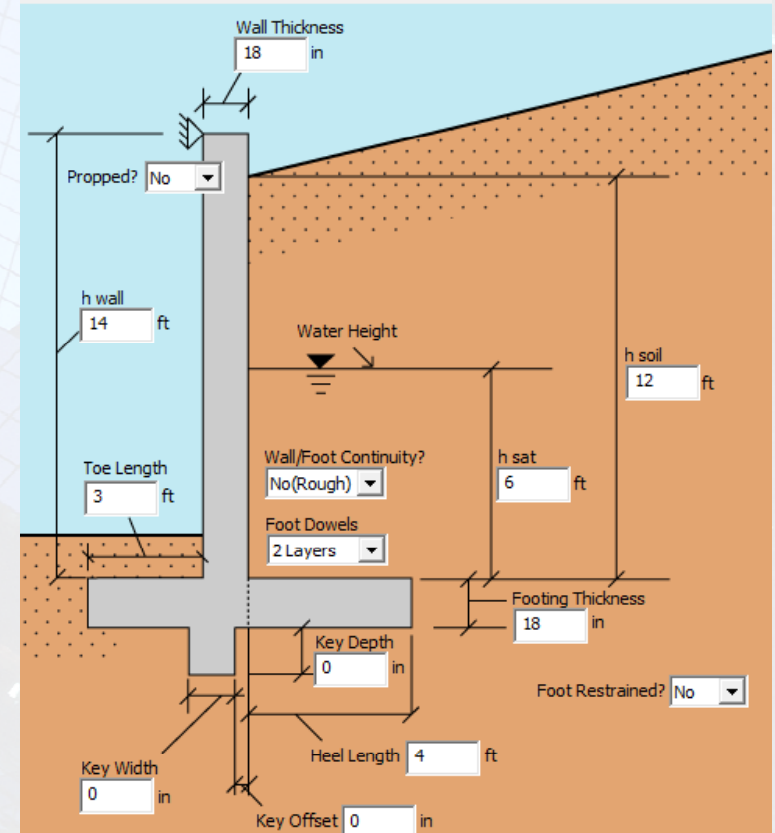 Wall Thickness
18 in
Propped? No
h wall
14 ft
Water Height
h soil
12 ft
Toe Length
3 ft
Wall/Foot Continuity?
No(Rough)
h sat
6 ft
Foot Dowels
2 Layers
Footing Thickness
18 in
Key Depth
0 in
Foot Restrained? No
Heel Length 4 ft
Key Width
0 in
Key Offset 0 in